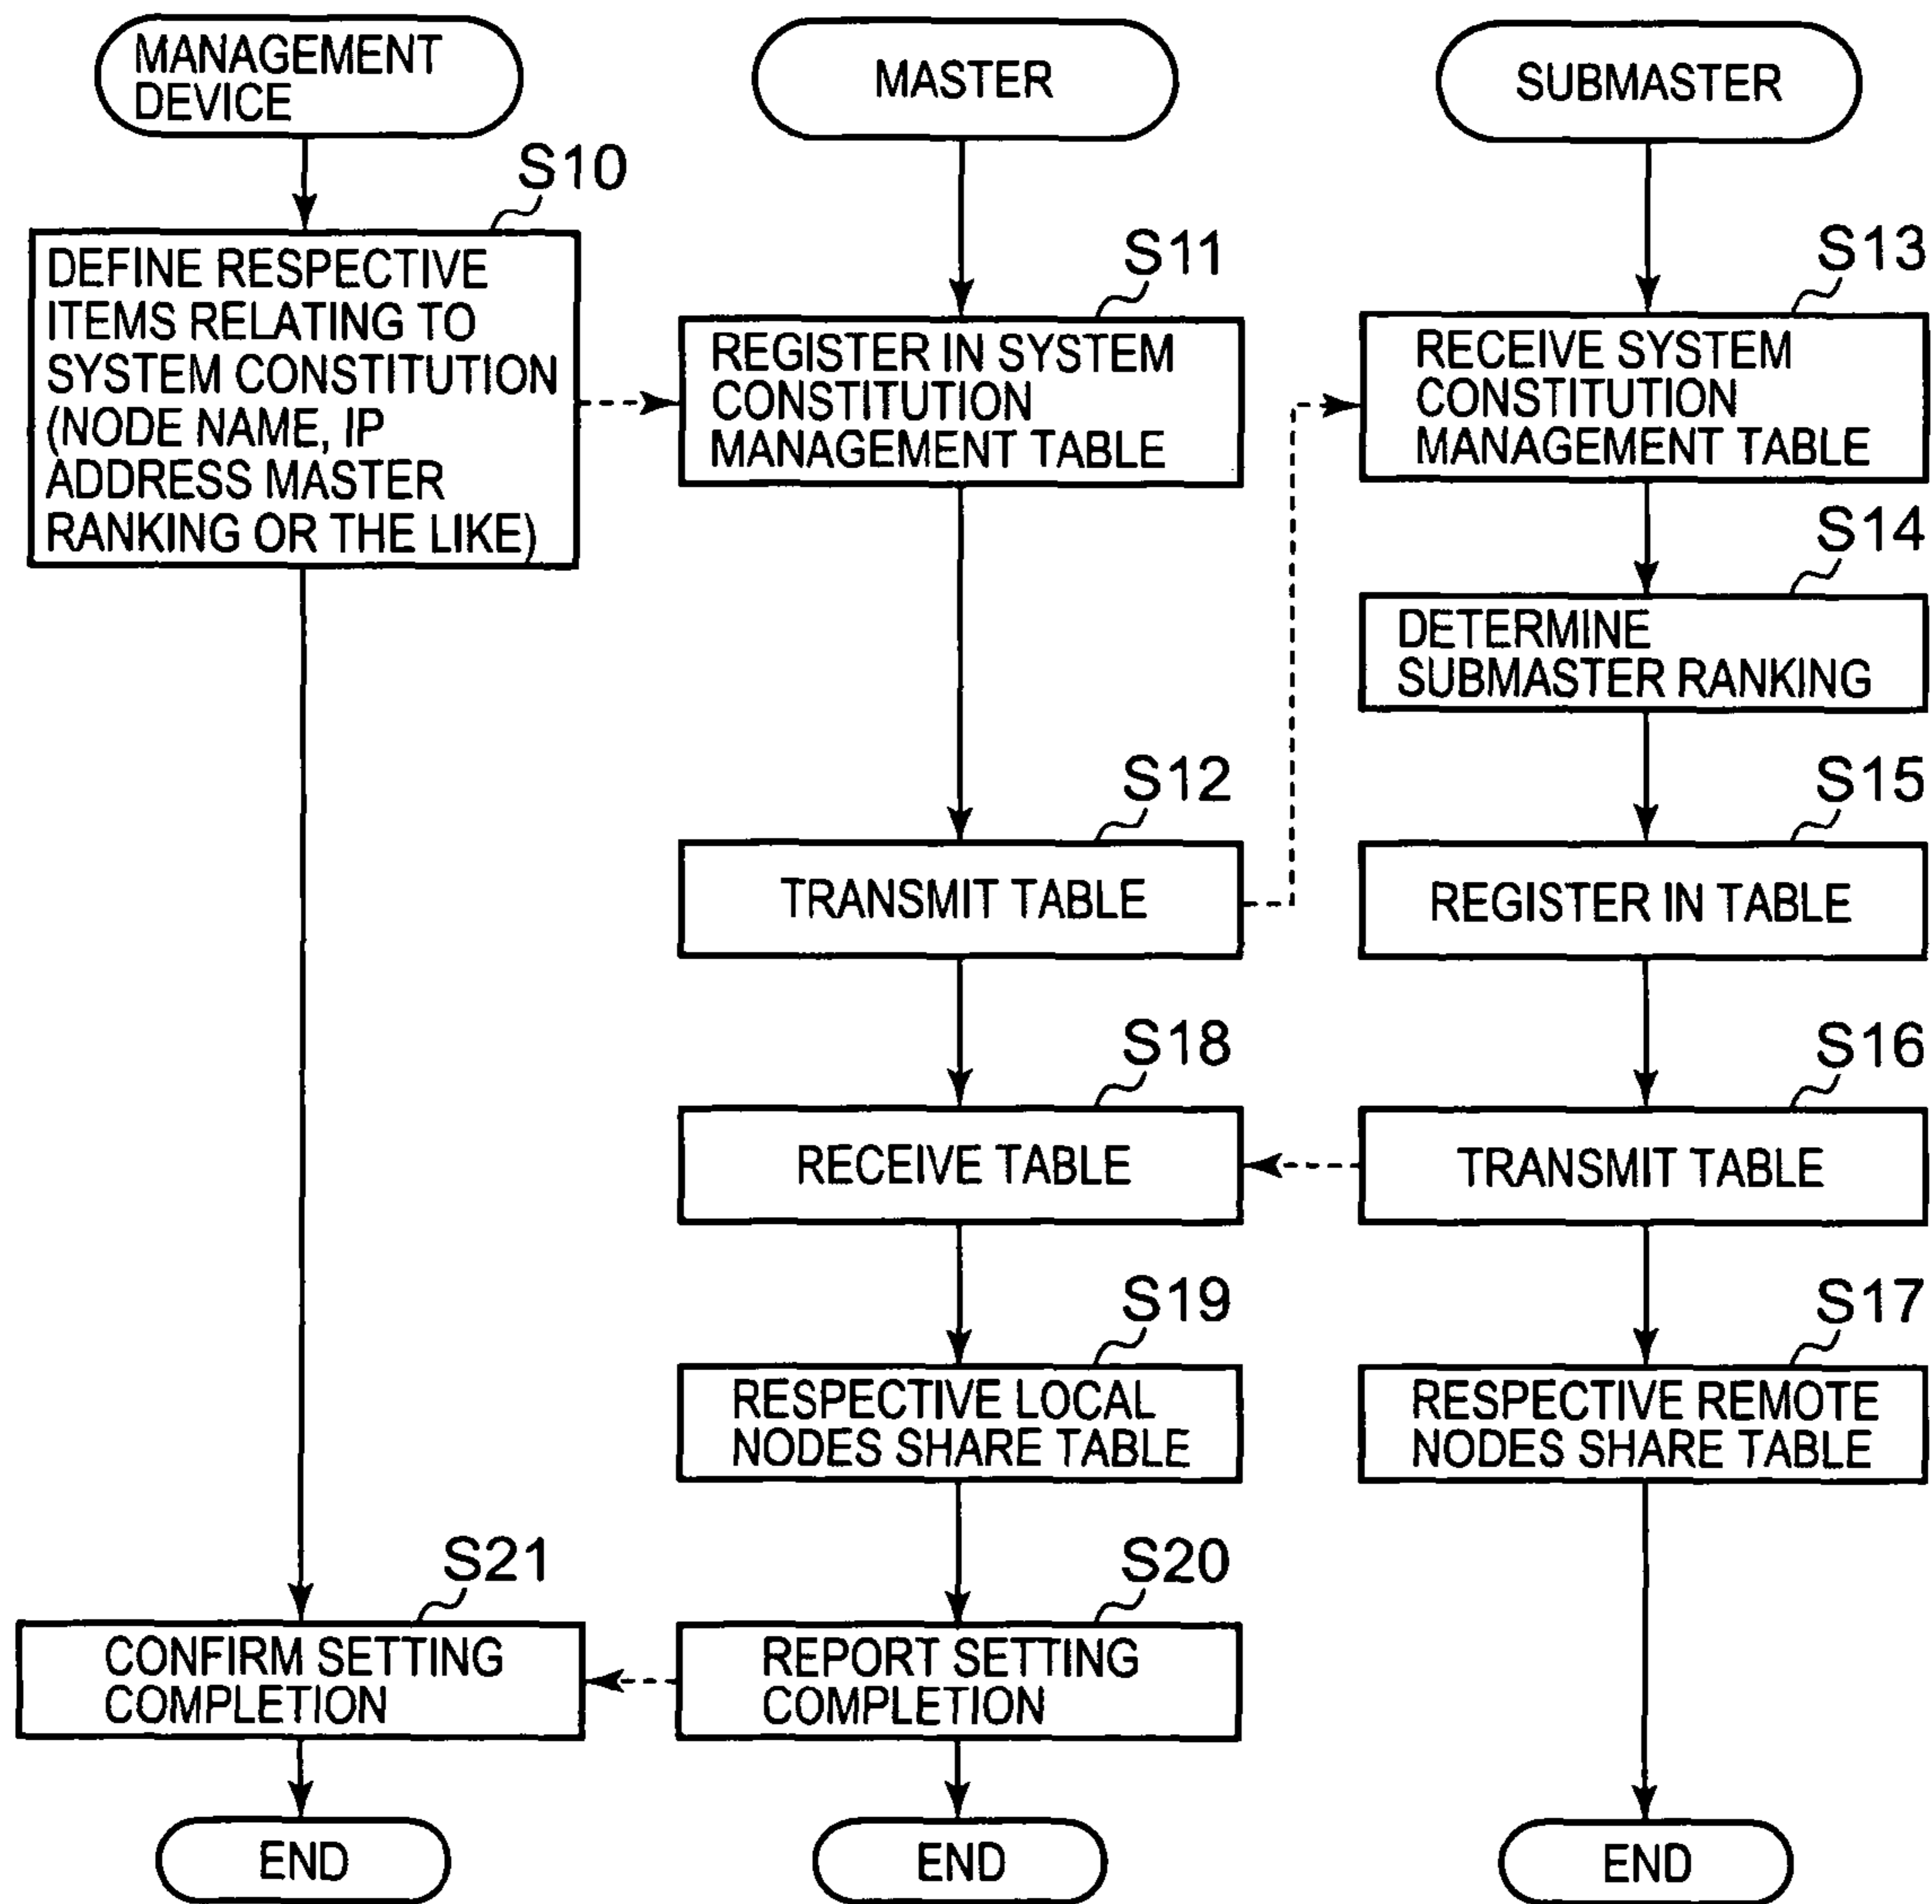 MANAGEMENT
DEVICE
S10
DEFINE RESPECTIVE
ITEMS RELATING TO
SYSTEM CONSTITUTION
(NODE NAME, IP
ADDRESS MASTER
RANKING OR THE LIKE)
S21
CONFIRM SETTING
COMPLETION
END
MASTER
S11
REGISTER IN SYSTEM
CONSTITUTION
MANAGEMENT TABLE
S12
TRANSMIT TABLE
S18
RECEIVE TABLE
S19
RESPECTIVE LOCAL
NODES SHARE TABLE
S20
REPORT SETTING
COMPLETION
END
SUBMASTER
S13
RECEIVE SYSTEM
CONSTITUTION
MANAGEMENT TABLE
S14
DETERMINE
SUBMASTER RANKING
S15
REGISTER IN TABLE
S16
TRANSMIT TABLE
S17
RESPECTIVE REMOTE
NODES SHARE TABLE
END